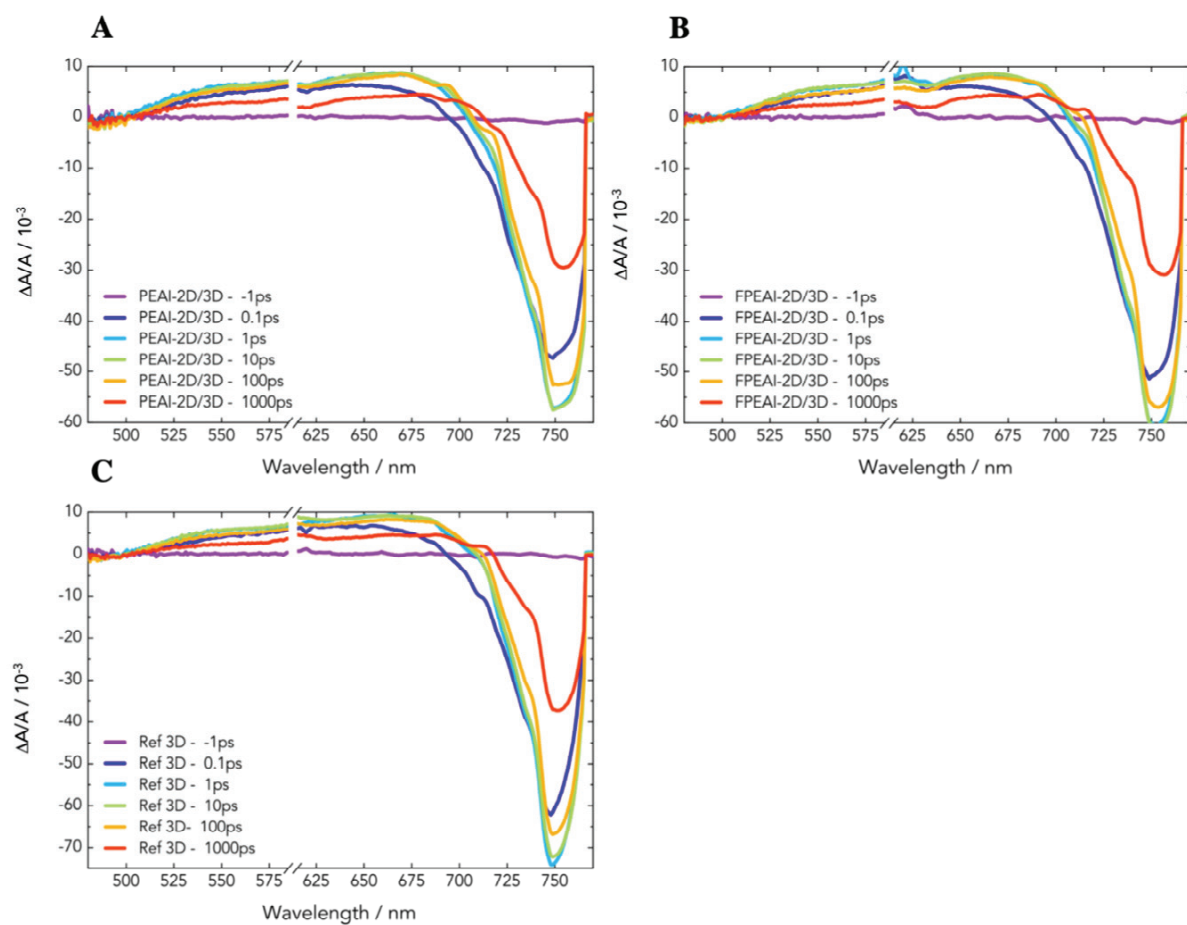 A
10
0
-10
-20
-30
-40
-50
-60
ΔA/A / 10-3
PEAI-2D/3D - -1ps
PEAI-2D/3D - 0.1ps
PEAI-2D/3D - 1ps
PEAI-2D/3D - 10ps
PEAI-2D/3D - 100ps
PEAI-2D/3D - 1000ps
500 525 550 575 625 650 675 700 725 750
Wavelength / nm
B
10
0
-10
-20
-30
-40
-50
-60
ΔA/A / 10-3
FPEAI-2D/3D - -1ps
FPEAI-2D/3D - 0.1ps
FPEAI-2D/3D - 1ps
FPEAI-2D/3D - 10ps
FPEAI-2D/3D - 100ps
FPEAI-2D/3D - 1000ps
500 525 550 575 625 650 675 700 725 750
Wavelength / nm
C
10
0
-10
-20
-30
-40
-50
-60
-70
ΔA/A / 10-3
Ref 3D - -1ps
Ref 3D - 0.1ps
Ref 3D - 1ps
Ref 3D - 10ps
Ref 3D- 100ps
Ref 3D - 1000ps
500 525 550 575 625 650 675 700 725 750
Wavelength / nm